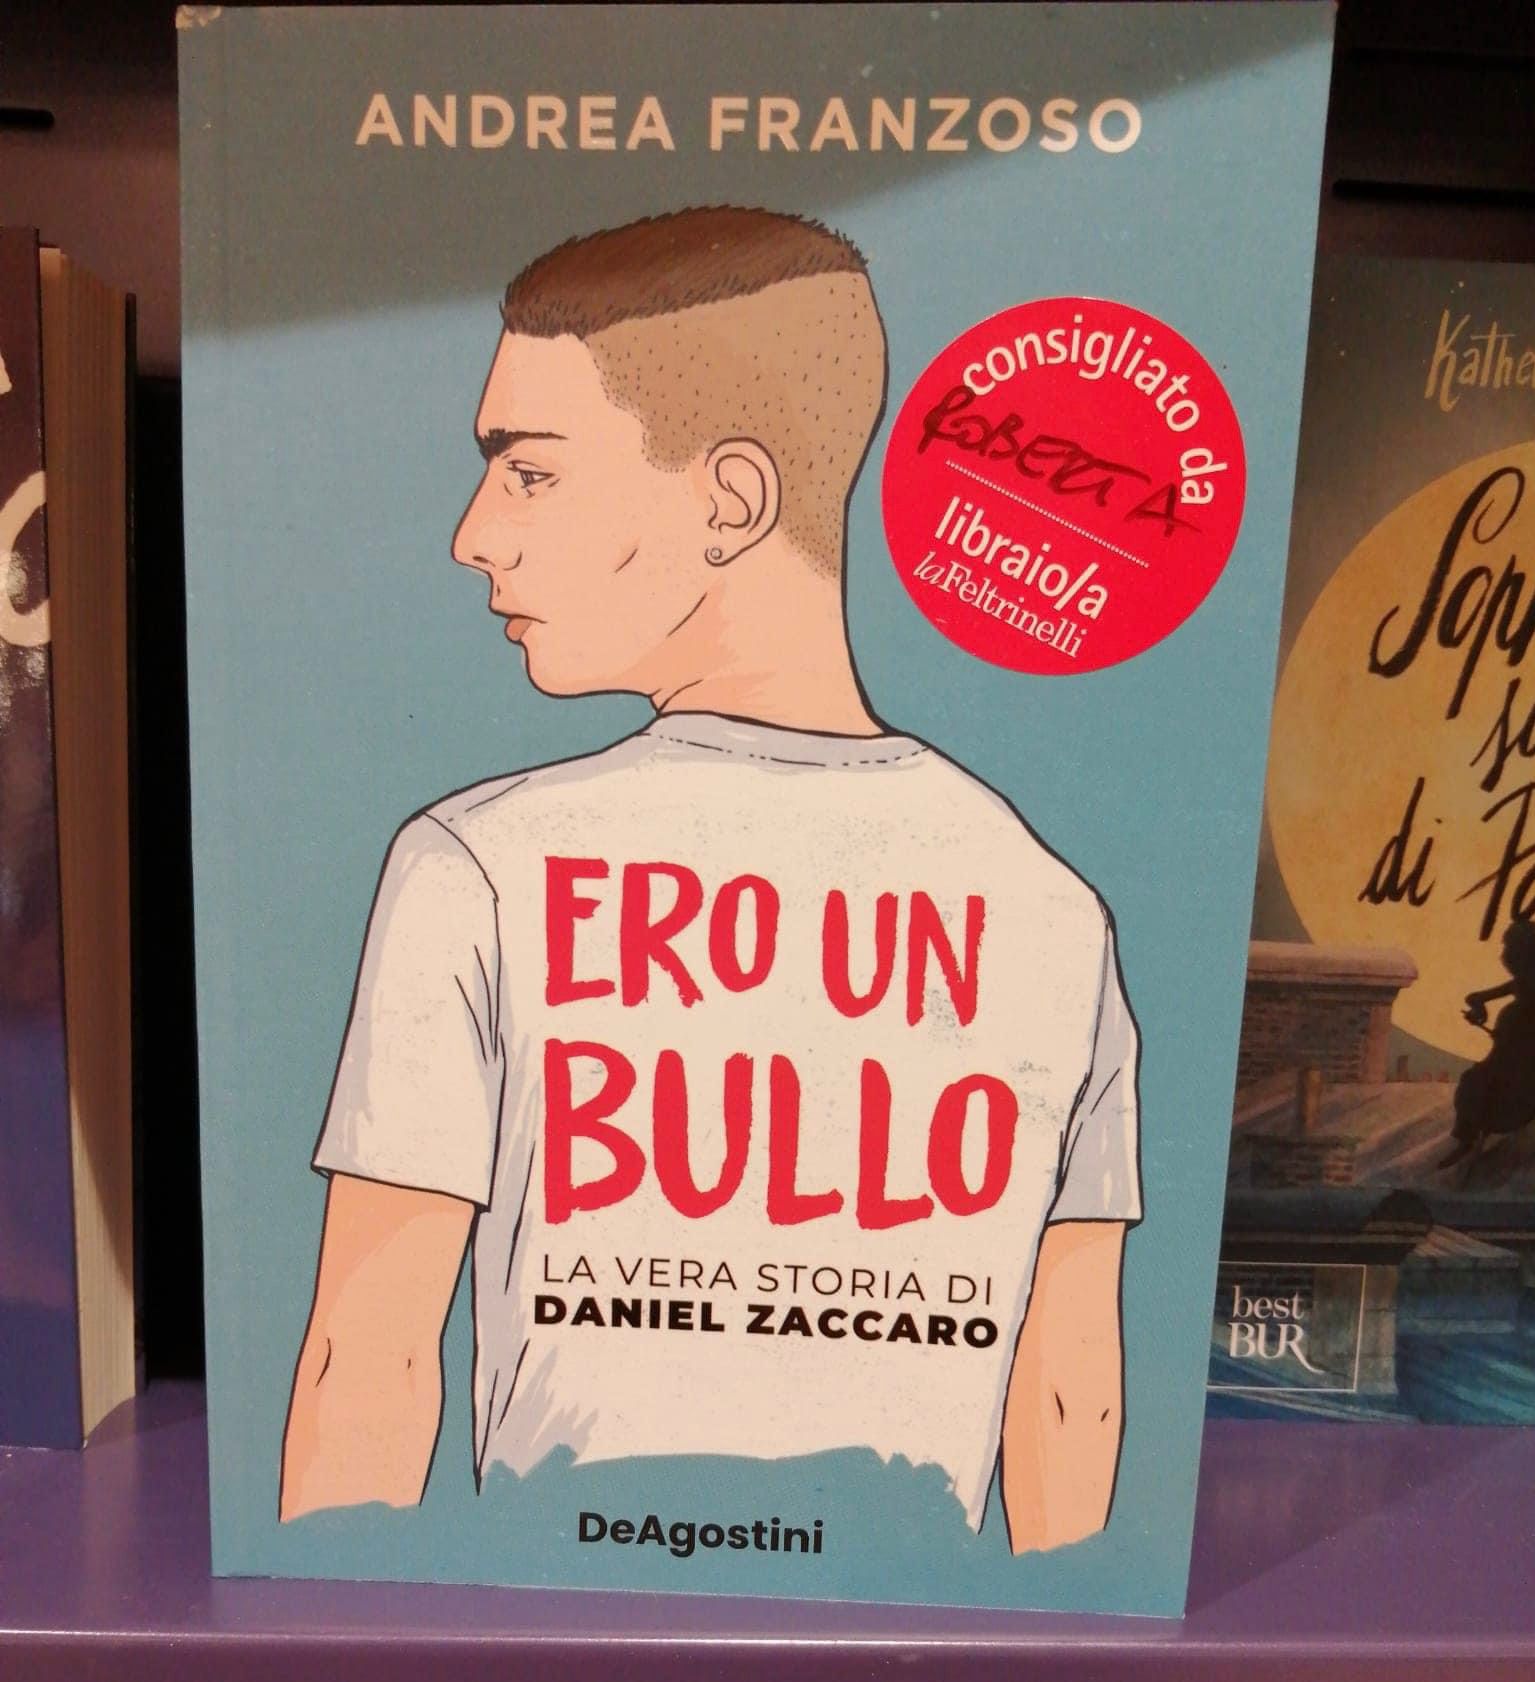 ANDREA FRANZOSO
consigliato da
ROBERTA
libraio/a
laFeltrinelli
ERO UN
BULLO
LA VERA STORIA DI
DANIEL ZACCARO
DeAgostini
di
best
BUR